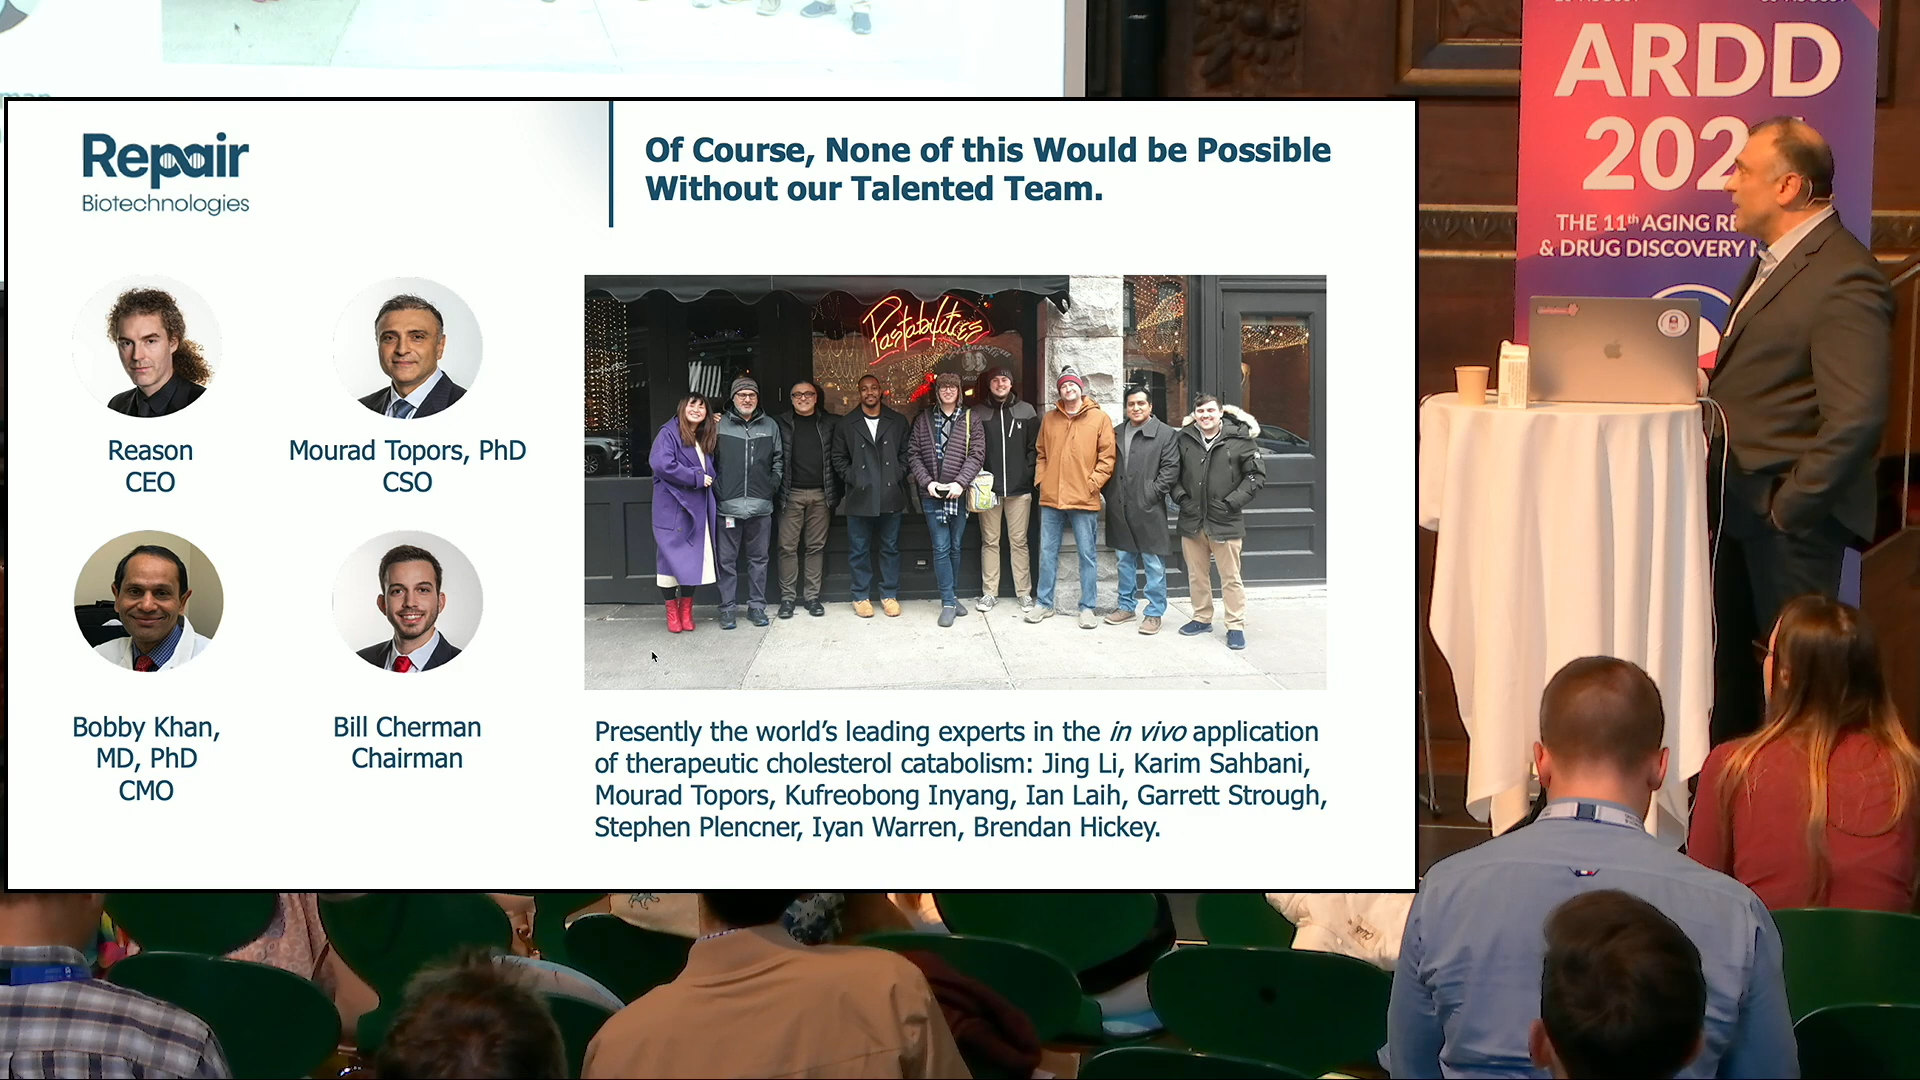 Repair
Biotechnologies
Of Course, None of this Would be Possible
Without our Talented Team.
Reason
CEO
Mourad Topors, PhD
CSO
Bobby Khan,
MD, PhD
CMO
Bill Cherman
Chairman
Pastabilities
Presently the world's leading experts in the in vivo application
of therapeutic cholesterol catabolism: Jing Li, Karim Sahbani,
Mourad Topors, Kufreobong Inyang, Ian Laih, Garrett Strough,
Stephen Plencner, Iyan Warren, Brendan Hickey.
ARDD
THE 11th AGING
& DRUG DISCOVERY